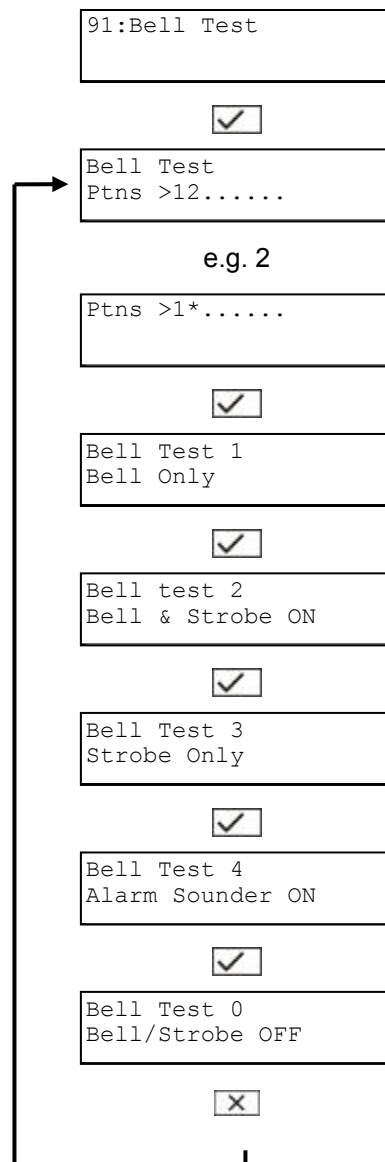 91:Bell Test
Bell Test
Ptns >12......
e.g. 2
Ptns >1*......
Bell Test 1
Bell Only
Bell test 2
Bell & Strobe ON
Bell Test 3
Strobe Only
Bell Test 4
Alarm Sounder ON
Bell Test 0
Bell/Strobe OFF